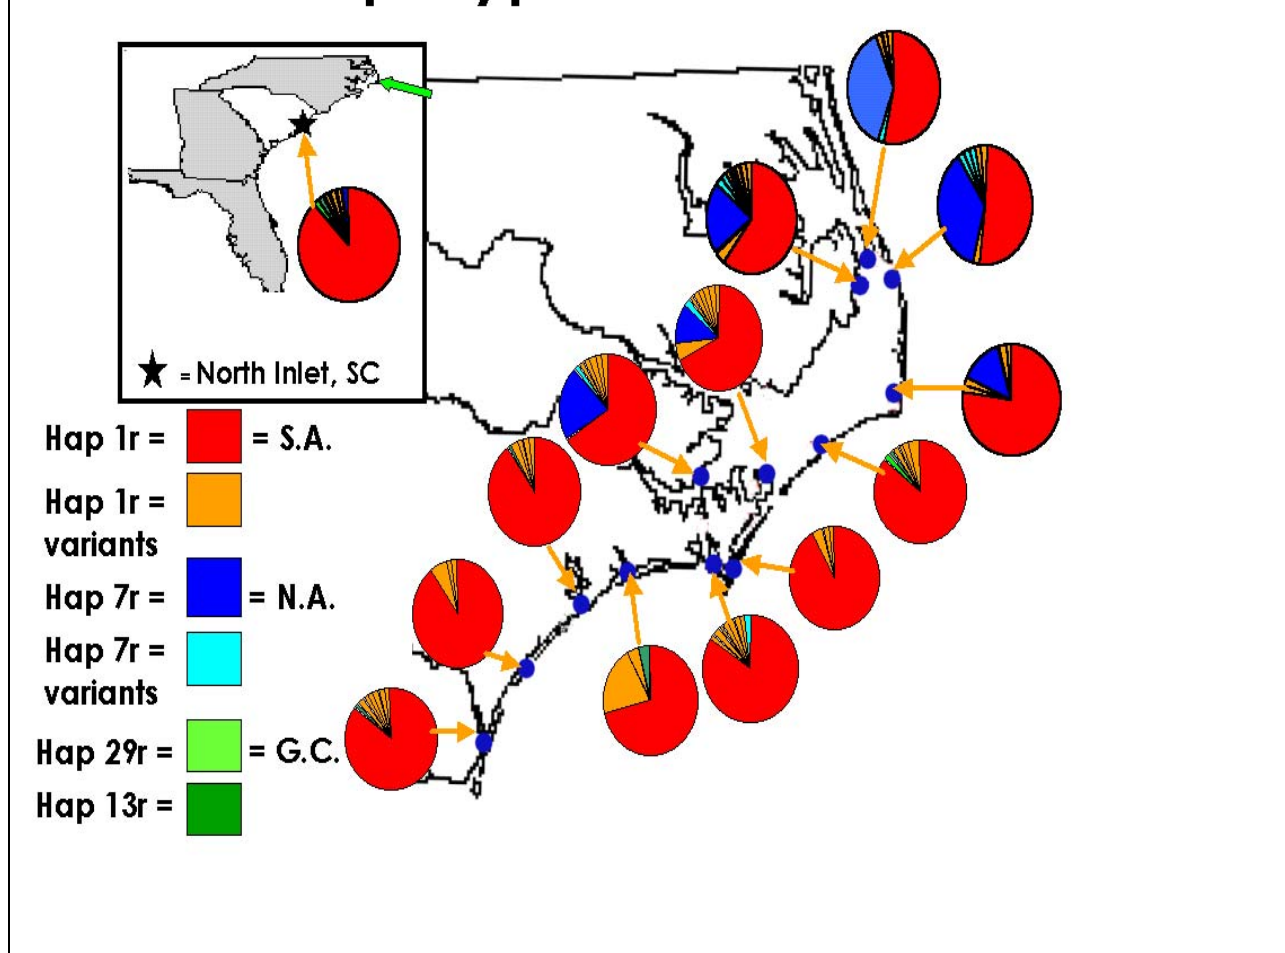 = North Inlet, SC
Hap 1r = = S.A.
Hap 1r =
variants
Hap 7r = = N.A.
Hap 7r =
variants
Hap 29r = = G.C.
Hap 13r =